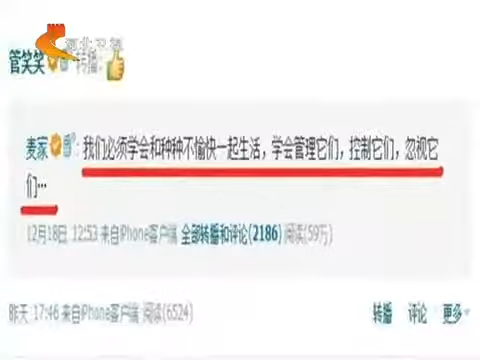 河北卫视
管笑笑 转播:
麦家 :我们必须学会和种种不愉快一起生活，学会管理它们，控制它们，忽视它
们…
12月18日 12:53 来自iPhone客户端 全部转播和评论(2186) 阅读(59万)
昨天 17:46 来自iPhone客户端 阅读(6524) 转播 评论 更多